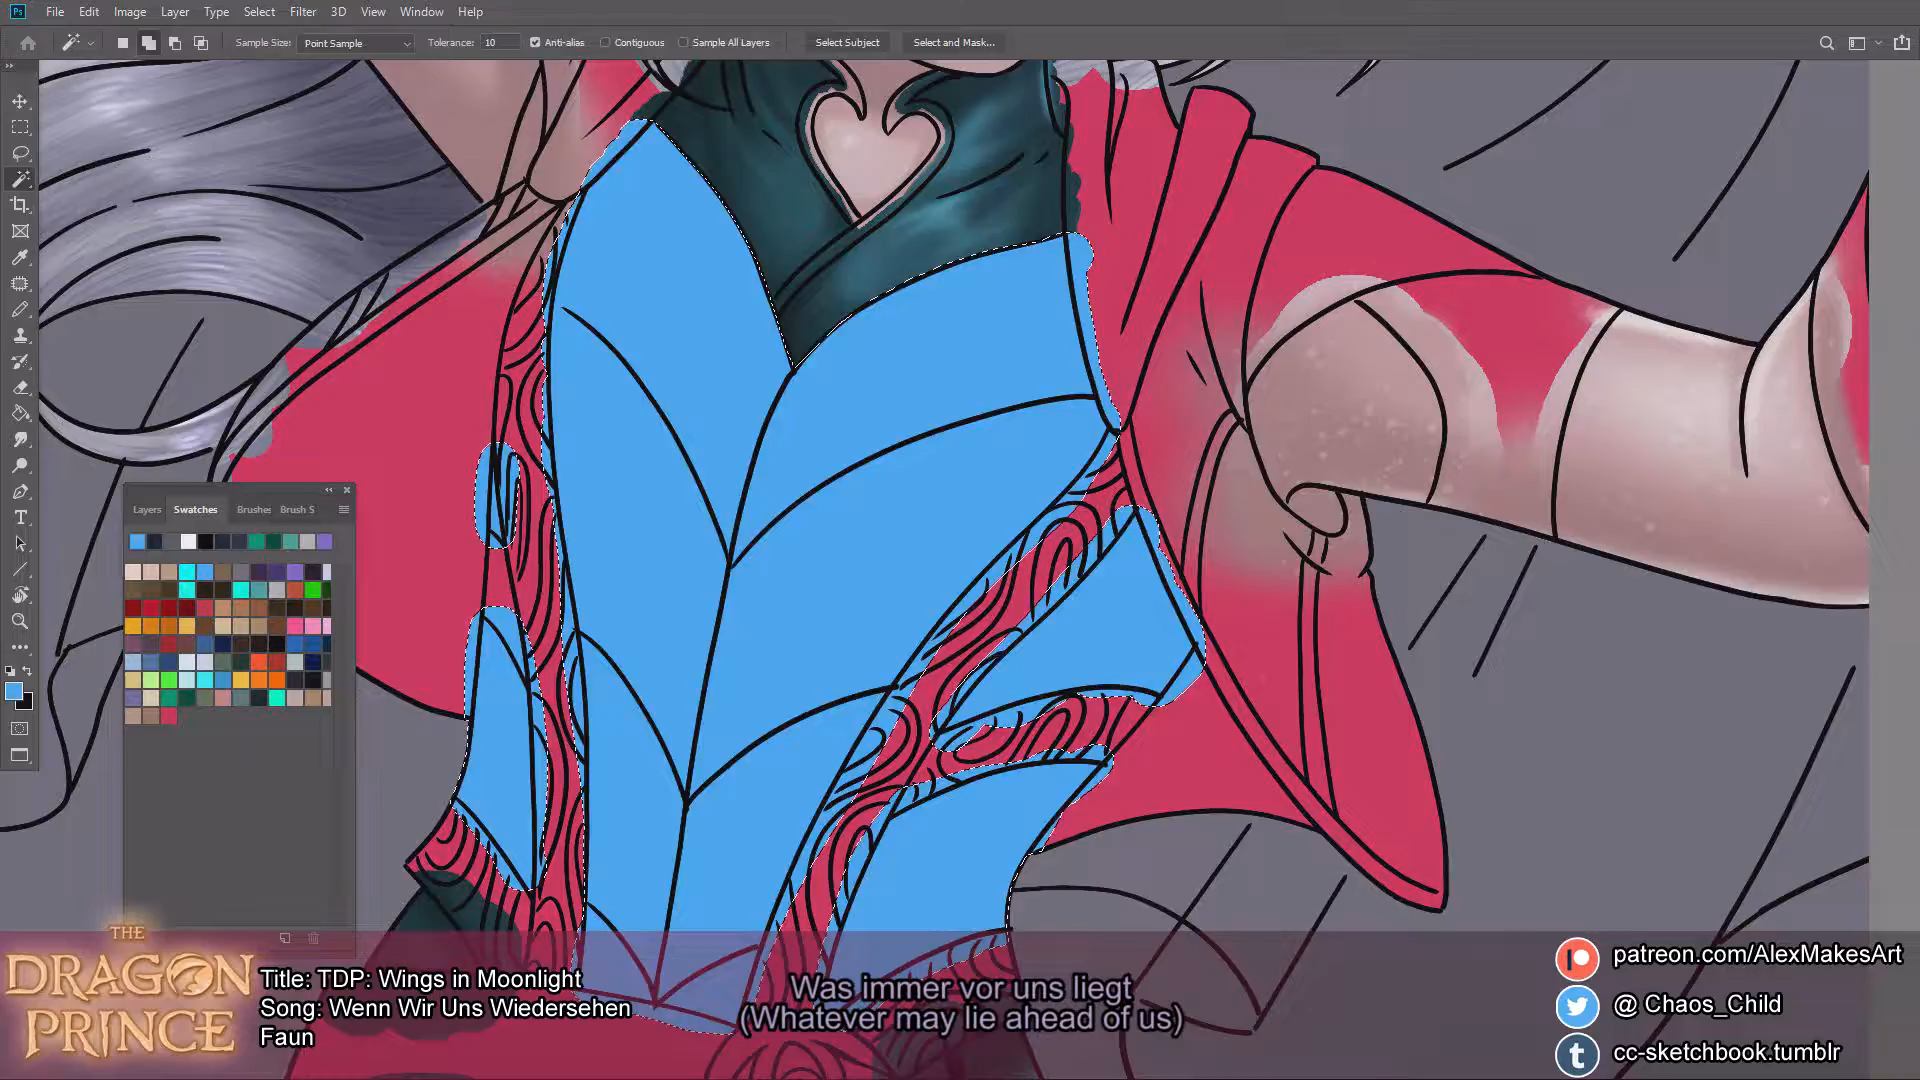 Ps File Edit Image Layer Type Select Filter 3D View Window Help
Sample Size: Point Sample Tolerance: 10 Anti-alias Contiguous Sample All Layers Select Subject Select and Mask...
Layers Swatches Brushes Brush S
THE
DRAGON
PRINCE
Title: TDP: Wings in Moonlight
Song: Wenn Wir Uns Wiedersehen
Faun
Was immer vor uns liegt
(Whatever may lie ahead of us)
patreon.com/AlexMakesArt
@ Chaos_Child
cc-sketchbook.tumblr